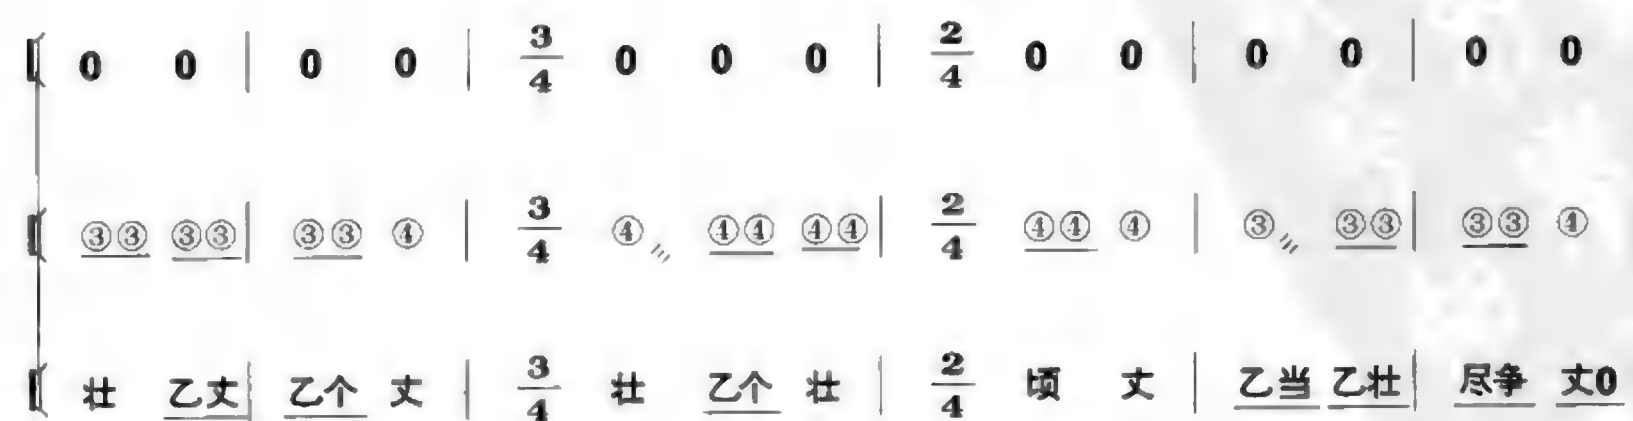 0 0 | 0 0 | 3/4 0 0 0 | 2/4 0 0 | 0 0 | 0 0
③③ ③③ | ③③ ④ | 3/4 ④ ④④ ④④ | 2/4 ④④ ④ | ③ ③③ | ③③ ④
壮 乙丈 | 乙个 丈 | 3/4 壮 乙个 壮 | 2/4 顷 丈 | 乙当 乙壮 | 尽争 丈0